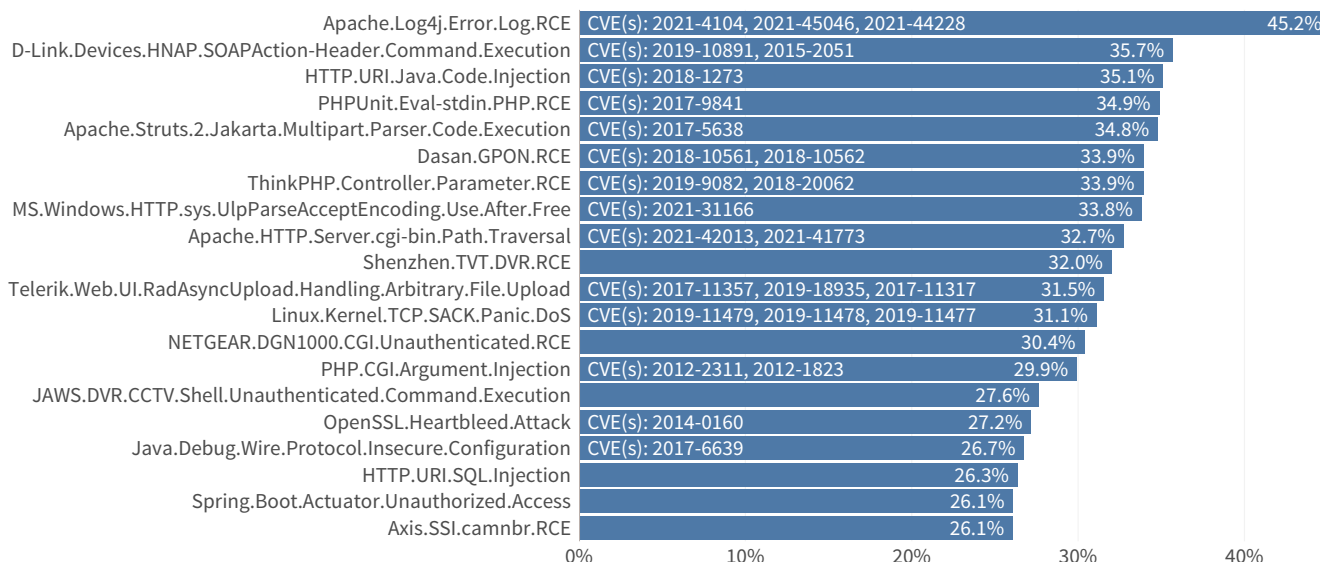 Apache.Log4j.Error.Log.RCE CVE(s): 2021-4104, 2021-45046, 2021-44228 45.2%
D-Link.Devices.HNAP.SOAPAction-Header.Command.Execution CVE(s): 2019-10891, 2015-2051 35.7%
HTTP.URI.Java.Code.Injection CVE(s): 2018-1273 35.1%
PHPUnit.Eval-stdin.PHP.RCE CVE(s): 2017-9841 34.9%
Apache.Struts.2.Jakarta.Multipart.Parser.Code.Execution CVE(s): 2017-5638 34.8%
Dasan.GPON.RCE CVE(s): 2018-10561, 2018-10562 33.9%
ThinkPHP.Controller.Parameter.RCE CVE(s): 2019-9082, 2018-20062 33.9%
MS.Windows.HTTP.sys.UlpParseAcceptEncoding.Use.After.Free CVE(s): 2021-31166 33.8%
Apache.HTTP.Server.cgi-bin.Path.Traversal CVE(s): 2021-42013, 2021-41773 32.7%
Shenzhen.TVT.DVR.RCE 32.0%
Telerik.Web.UI.RadAsyncUpload.Handling.Arbitrary.File.Upload CVE(s): 2017-11357, 2019-18935, 2017-11317 31.5%
Linux.Kernel.TCP.SACK.Panic.DoS CVE(s): 2019-11479, 2019-11478, 2019-11477 31.1%
NETGEAR.DGN1000.CGI.Unauthenticated.RCE 30.4%
PHP.CGI.Argument.Injection CVE(s): 2012-2311, 2012-1823 29.9%
JAWS.DVR.CCTV.Shell.Unauthenticated.Command.Execution 27.6%
OpenSSL.Heartbleed.Attack CVE(s): 2014-0160 27.2%
Java.Debug.Wire.Protocol.Insecure.Configuration CVE(s): 2017-6639 26.7%
HTTP.URI.SQL.Injection 26.3%
Spring.Boot.Actuator.Unauthorized.Access 26.1%
Axis.SSI.camnbr.RCE 26.1%
0% 10% 20% 30% 40%